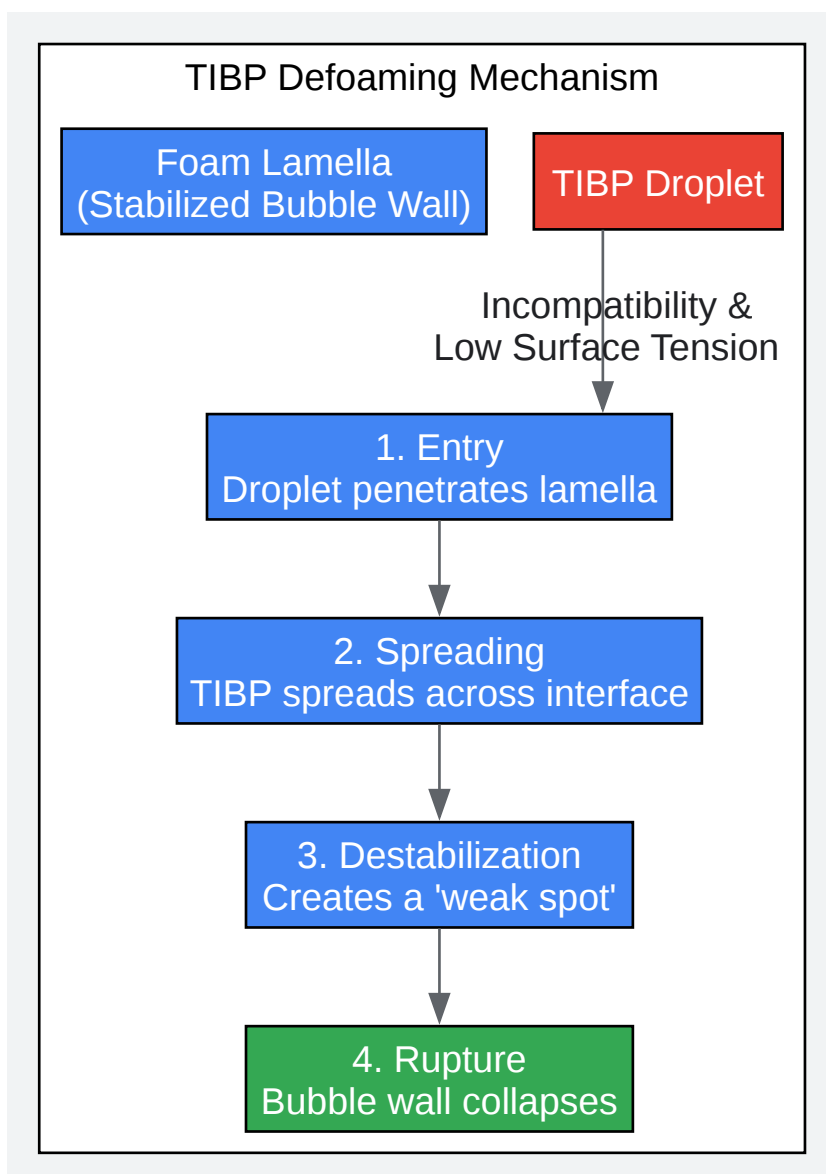 TIBP Defoaming Mechanism
Foam Lamella
(Stabilized Bubble Wall)
TIBP Droplet
Incompatibility &
Low Surface Tension
1. Entry
Droplet penetrates lamella
2. Spreading
TIBP spreads across interface
3. Destabilization
Creates a 'weak spot'
4. Rupture
Bubble wall collapses